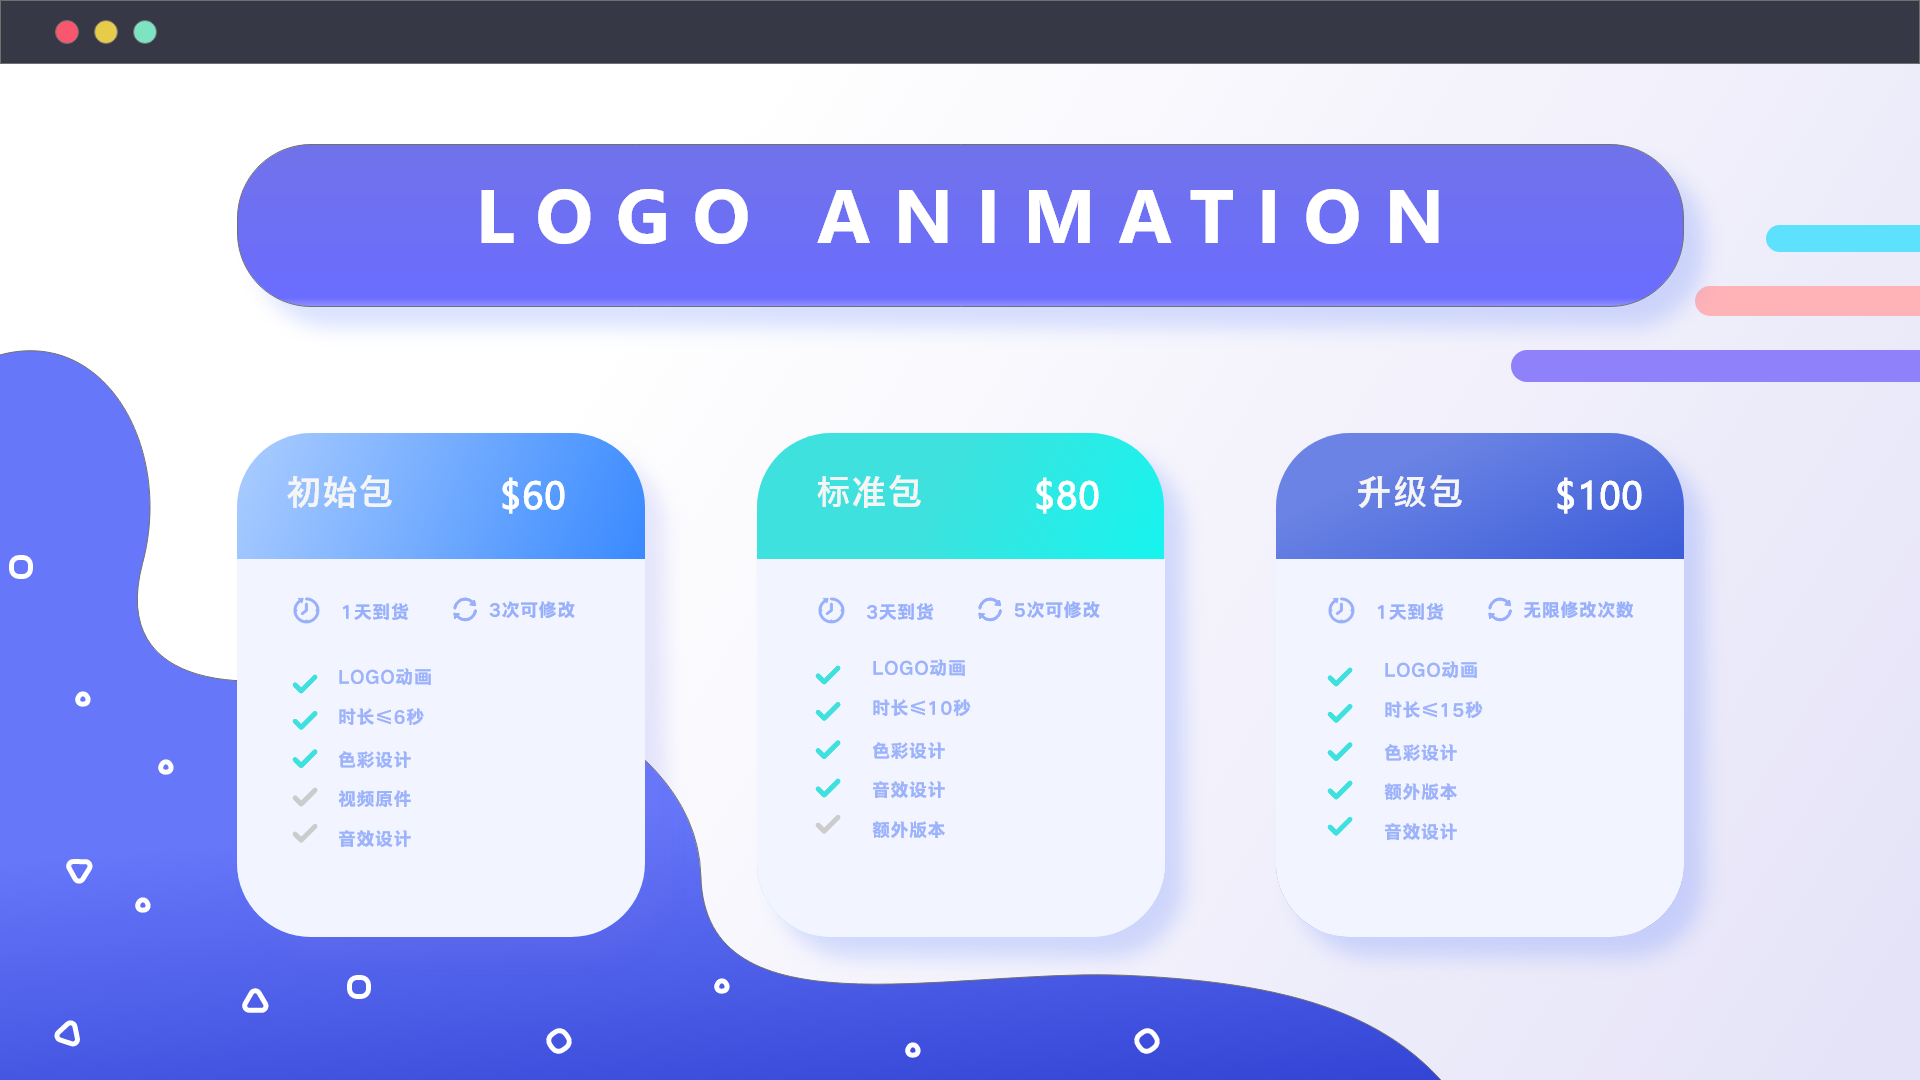 LOGO ANIMATION
初始包 $60
1天到货 3次可修改
LOGO动画
时长≤6秒
色彩设计
视频原件
音效设计
标准包 $80
3天到货 5次可修改
LOGO动画
时长≤10秒
色彩设计
音效设计
额外版本
升级包 $100
1天到货 无限修改次数
LOGO动画
时长≤15秒
色彩设计
额外版本
音效设计